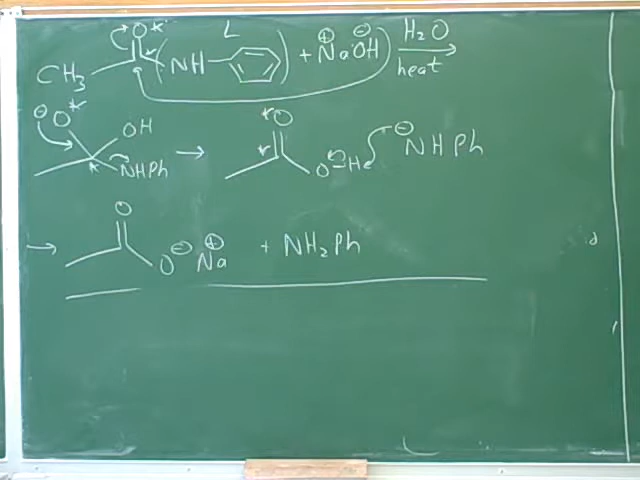 L
CH3 O* * (NH ) + Na⊕ OH⊖ H2O heat
⊖O* OH * NHPh → *O * O H ⊖NHPh
→ O O⊖ Na⊕ + NH2Ph